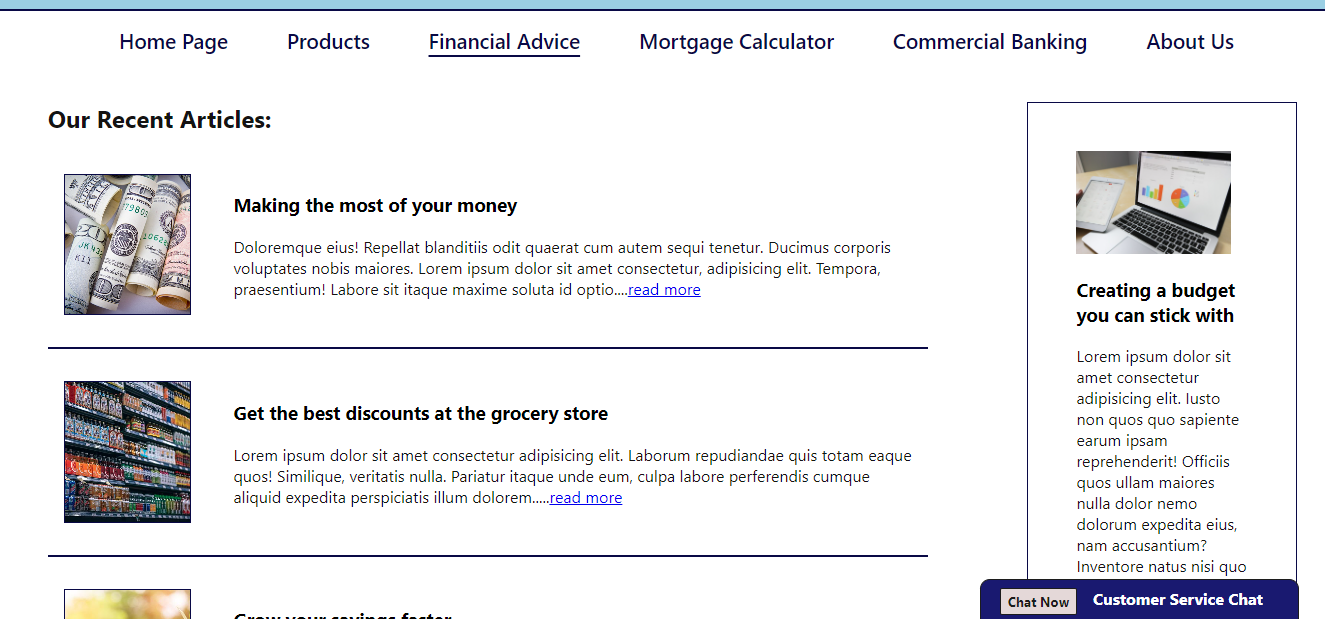 Home Page Products Financial Advice Mortgage Calculator Commercial Banking About Us
Our Recent Articles:
Making the most of your money
Doloremque eius! Repellat blanditiis odit quaerat cum autem sequi tenetur. Ducimus corporis
voluptates nobis maiores. Lorem ipsum dolor sit amet consectetur, adipisicing elit. Tempora,
praesentium! Labore sit itaque maxime soluta id optio....read more
Get the best discounts at the grocery store
Lorem ipsum dolor sit amet consectetur adipisicing elit. Laborum repudiandae quis totam eaque
quos! Similique, veritatis nulla. Pariatur itaque unde eum, culpa labore perferendis cumque
aliquid expedita perspiciatis illum dolorem.....read more
Grow your savings faster
Creating a budget
you can stick with
Lorem ipsum dolor sit
amet consectetur
adipisicing elit. Iusto
non quos quo sapiente
earum ipsam
reprehenderit! Officiis
quos ullam maiores
nulla dolor nemo
dolorum expedita eius,
nam accusantium?
Inventore natus nisi quo
Chat Now Customer Service Chat